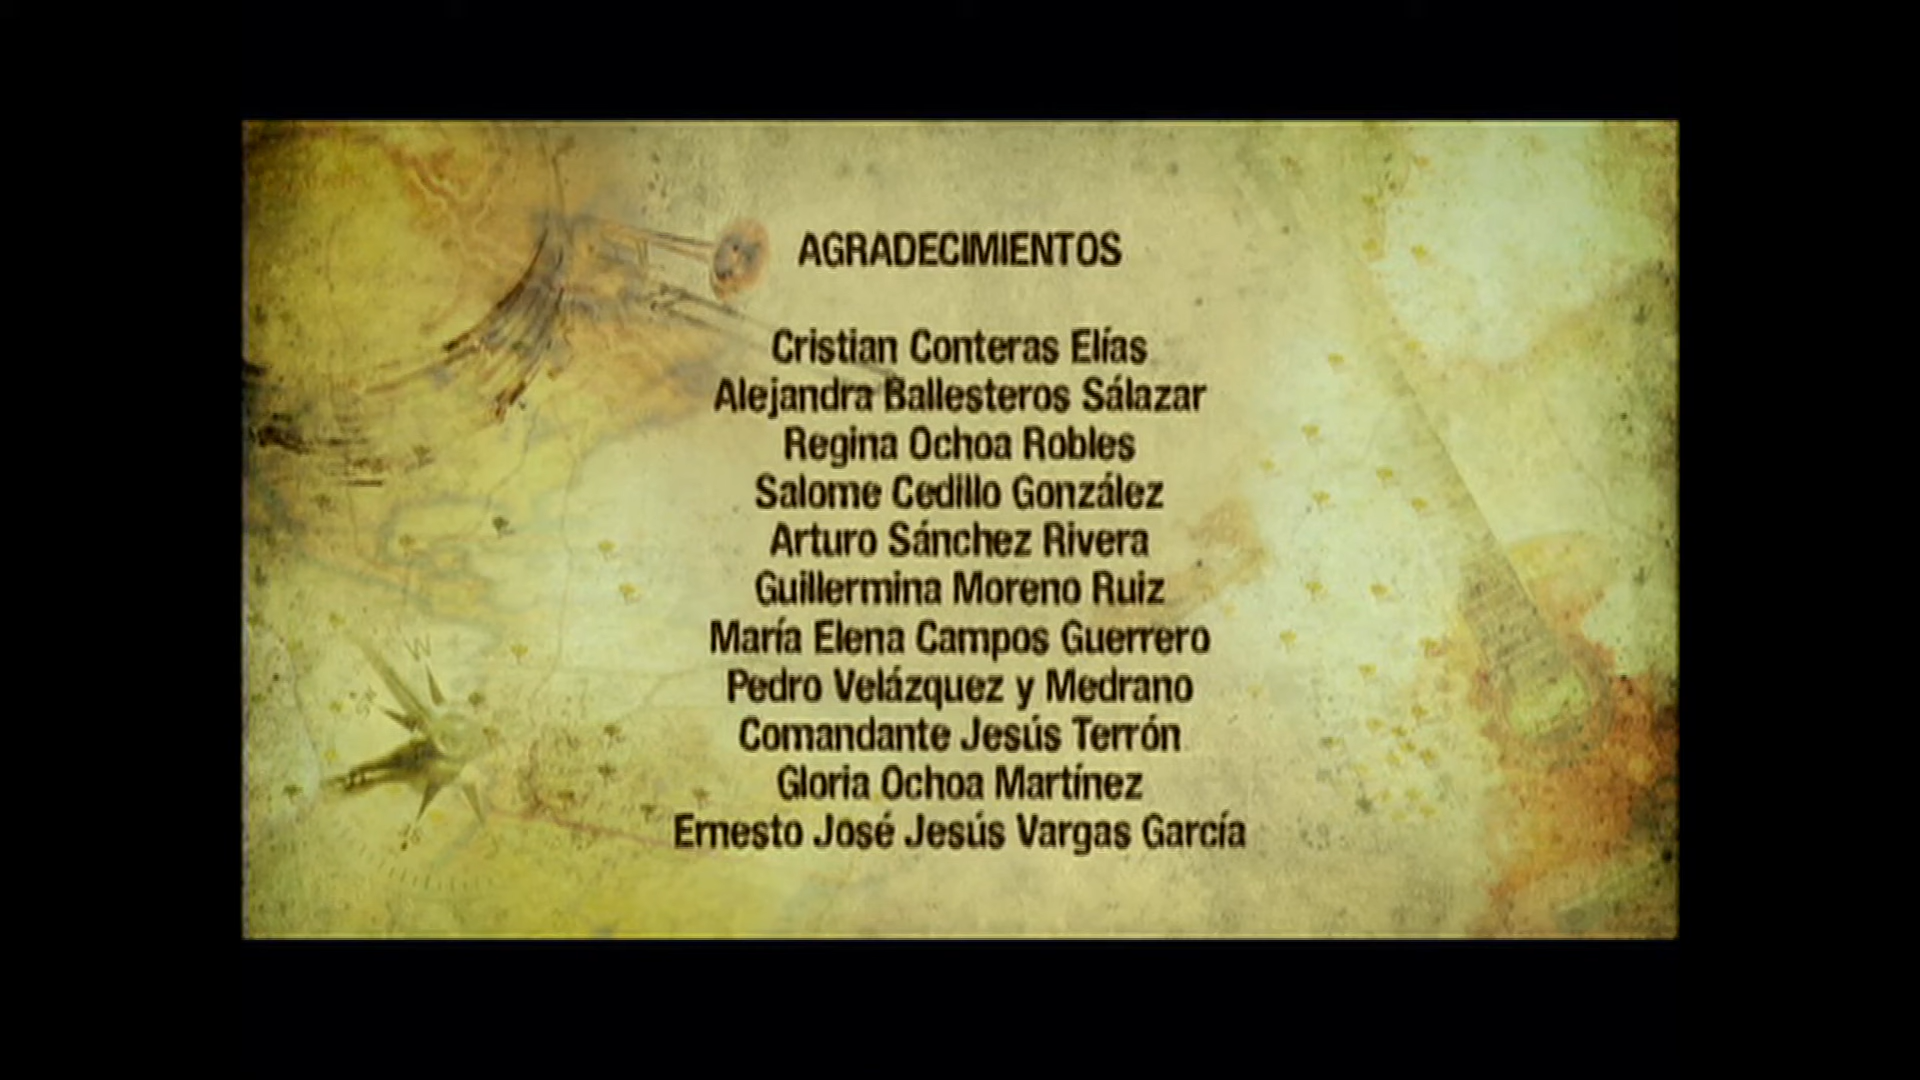 AGRADECIMIENTOS
Cristian Conteras Elías
Alejandra Ballesteros Sálazar
Regina Ochoa Robles
Salome Cedillo González
Arturo Sánchez Rivera
Guillermina Moreno Ruiz
María Elena Campos Guerrero
Pedro Velázquez y Medrano
Comandante Jesús Terrón
Gloria Ochoa Martínez
Ernesto José Jesús Vargas García
W